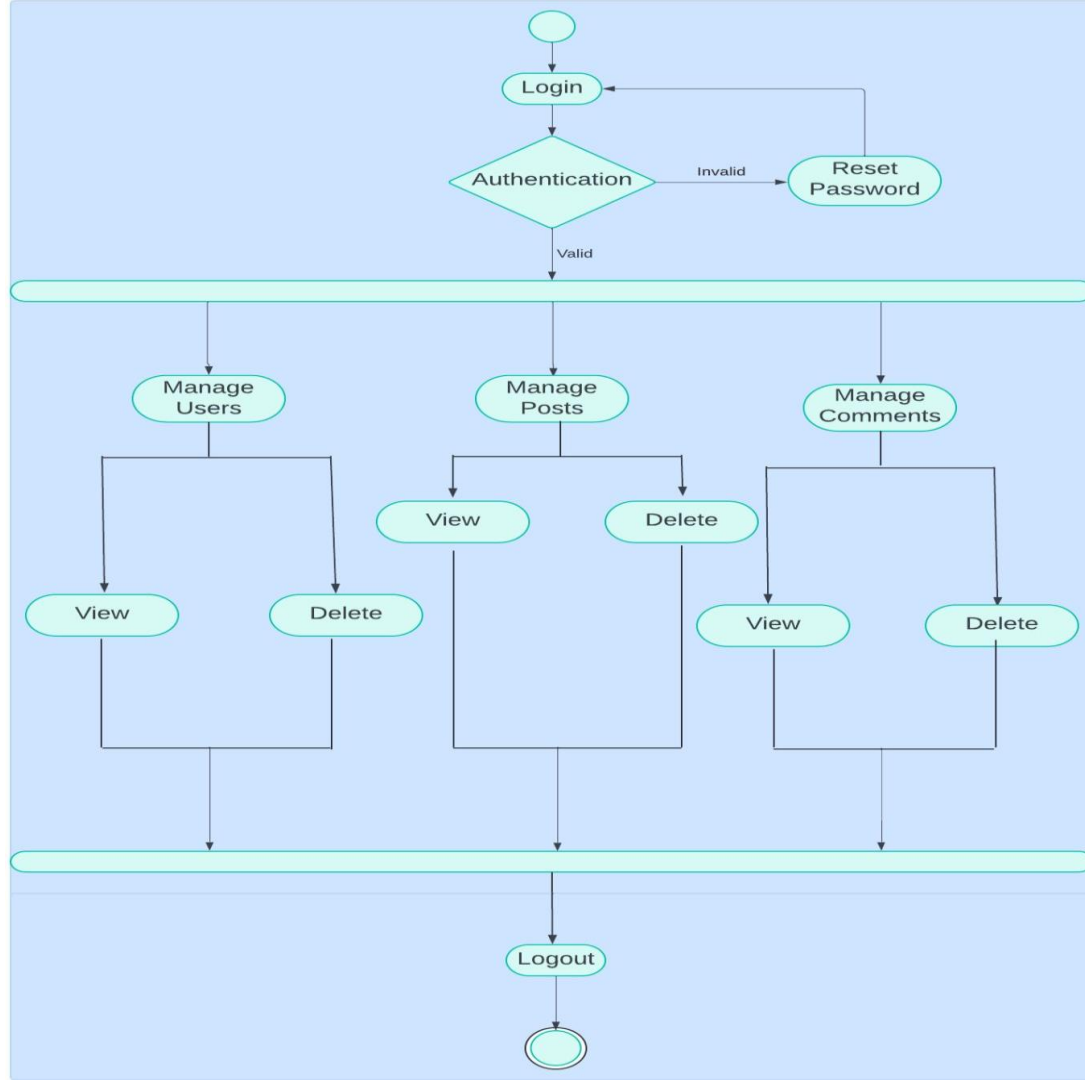 Login
Authentication
Invalid
Reset
Password
Valid
Manage
Users
Manage
Posts
Manage
Comments
View
Delete
View
Delete
View
Delete
Logout